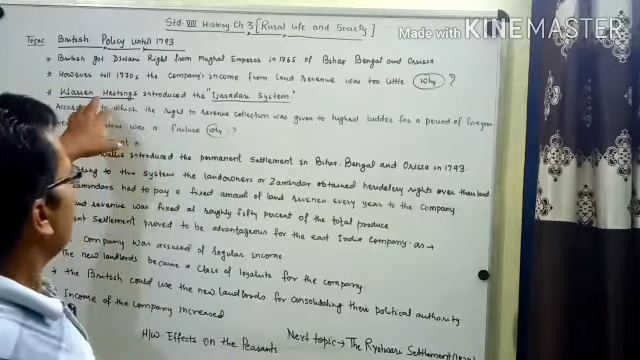 Made with KINEMASTER
Std-VIII History. Ch 3 [Rural life and Society]
Topic British Policy until 1793
* British got Diwani Right from Mughal Emperor in 1765 of Bihar Bengal and Orissa
* However till 1770s the Company's income from Land revenue was too little. Why ?
* Warren Hestings introduced the "Ijaradari System"
According to which the right to revenue collection was given to highest bidder for a period of five years
was a failure Why ?
introduced the permanent Settlement in Bihar, Bengal and Orissa in 1793.
to this system the landowners or Zamindar obtained heredetery rights over their land
Zamindars had to pay a fixed amount of land revenue every year to the Company
revenue was fixed at roughly fifty percent of the total produce.
Settlement proved to be advantageous for the east India Company. as →
Company was assured of regular income
The new landlords became a class of loyalists for the company.
* the British could use the new landlords for consolidating their political authority
Income of the company increased
H/W. Effects on the Peasants
Next topic → The Ryotwari Settlement